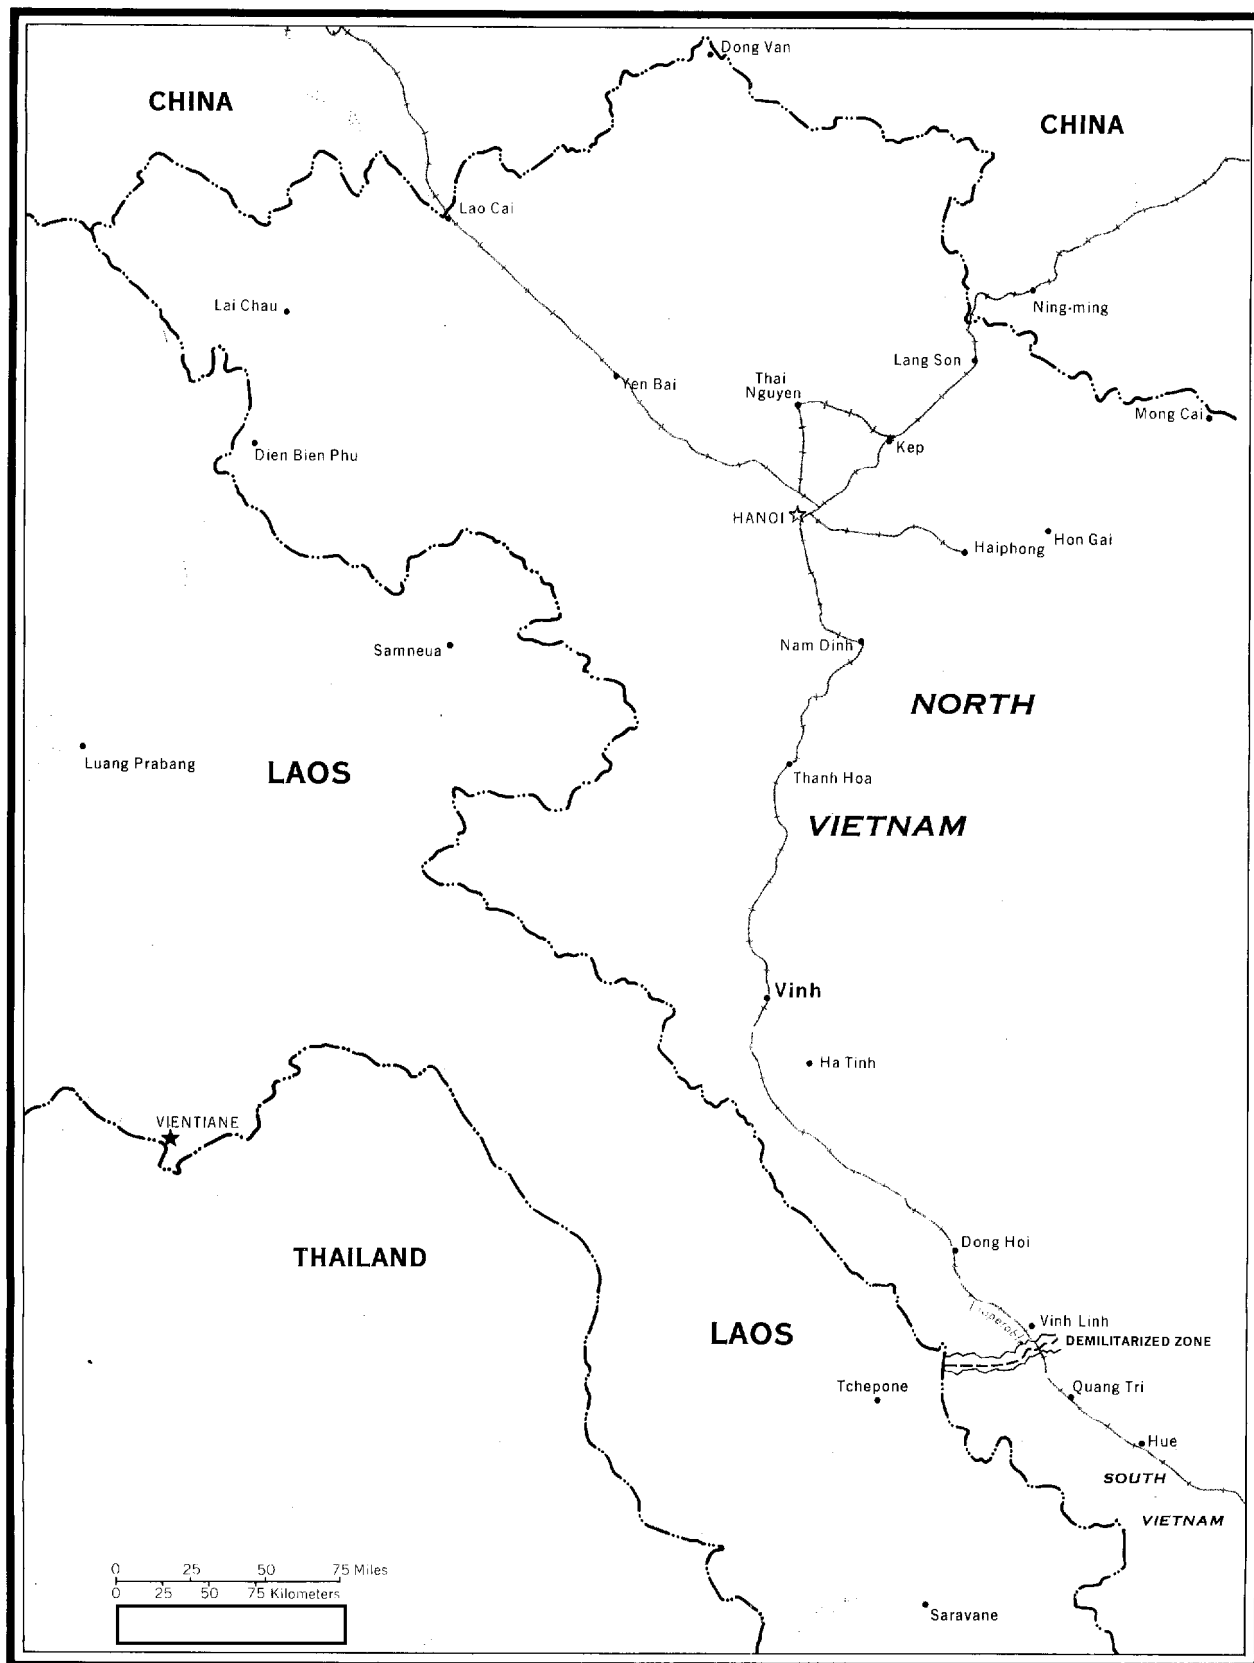 Dong Van
CHINA
CHINA
Lao Cai
Lai Chau
Ning-ming
Lang Son
Yen Bai
Thai
Nguyen
Mong Cai
Kep
Dien Bien Phu
HANOI
Haiphong
Hon Gai
Samneua
Nam Dinh
NORTH
Luang Prabang
LAOS
Thanh Hoa
VIETNAM
Vinh
Ha Tinh
VIENTIANE
Dong Hoi
THAILAND
LAOS
Vinh Linh
DEMILITARIZED ZONE
Tchepone
Quang Tri
Hue
SOUTH
VIETNAM
0 25 50 75 Miles
0 25 50 75 Kilometers
Saravane